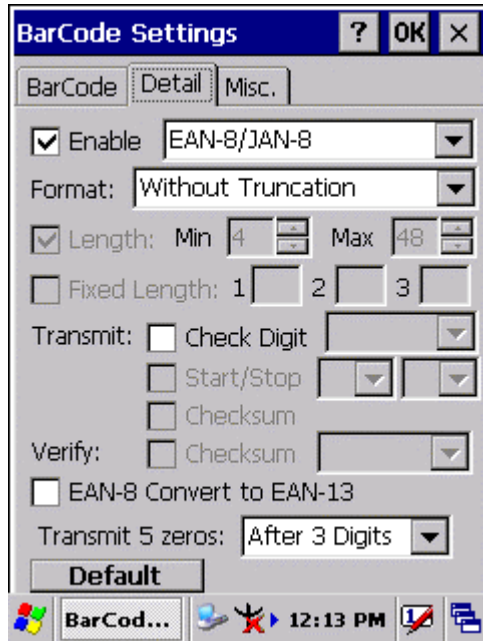 BarCode Settings ? OK ×
BarCode Detail Misc.
Enable EAN-8/JAN-8
Format: Without Truncation
Length: Min 4 Max 48
Fixed Length: 1 2 3
Transmit: Check Digit
Start/Stop
Checksum
Verify: Checksum
EAN-8 Convert to EAN-13
Transmit 5 zeros: After 3 Digits
Default
BarCod... 12:13 PM